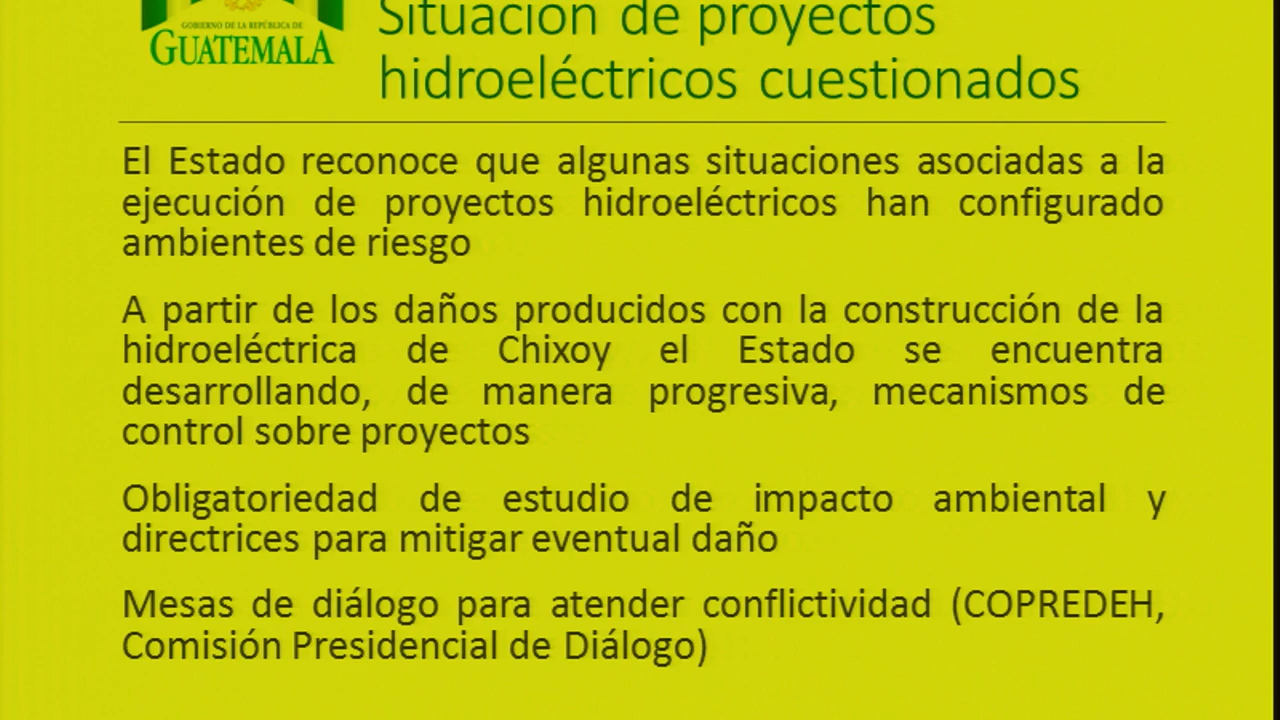 GOBIERNO DE LA REPÚBLICA DE
GUATEMALA
Situación de proyectos
hidroeléctricos cuestionados
El Estado reconoce que algunas situaciones asociadas a la
ejecución de proyectos hidroeléctricos han configurado
ambientes de riesgo
A partir de los daños producidos con la construcción de la
hidroeléctrica de Chixoy el Estado se encuentra
desarrollando, de manera progresiva, mecanismos de
control sobre proyectos
Obligatoriedad de estudio de impacto ambiental y
directrices para mitigar eventual daño
Mesas de diálogo para atender conflictividad (COPREDEH,
Comisión Presidencial de Diálogo)